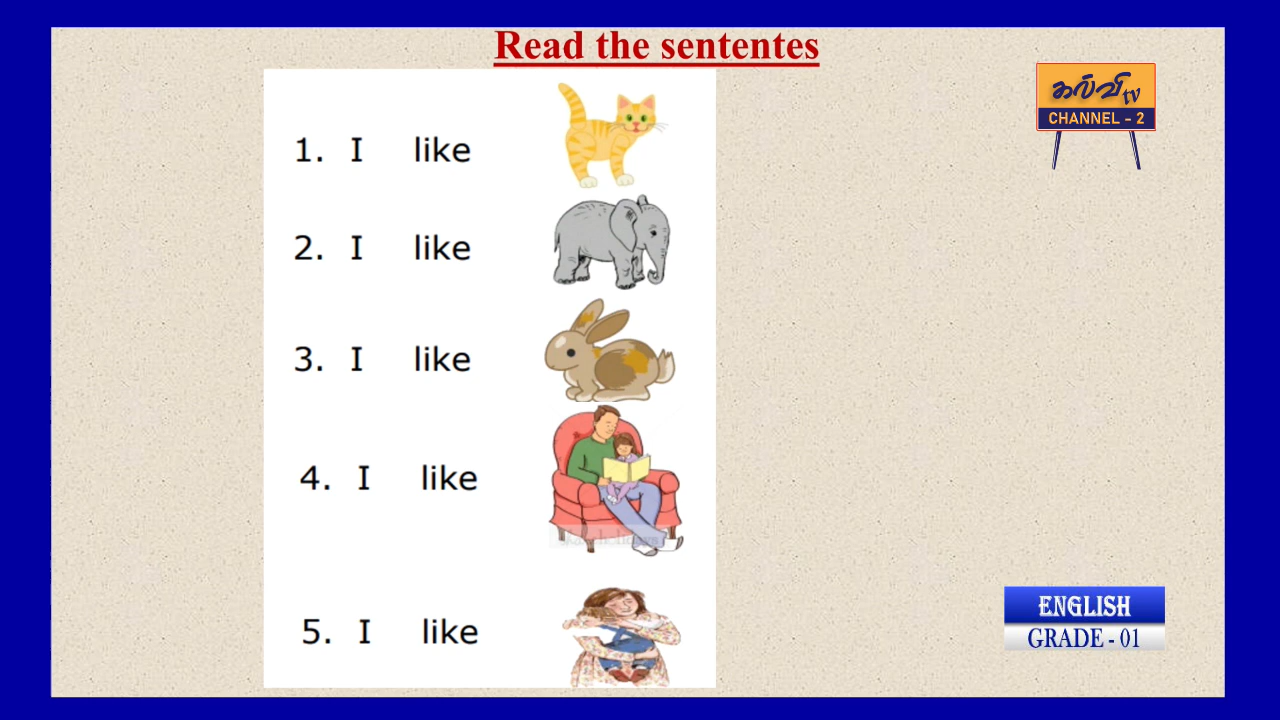 Read the sententes
கல்வி tv
CHANNEL - 2
1. I like
2. I like
3. I like
4. I like
5. I like
ENGLISH
GRADE - 01